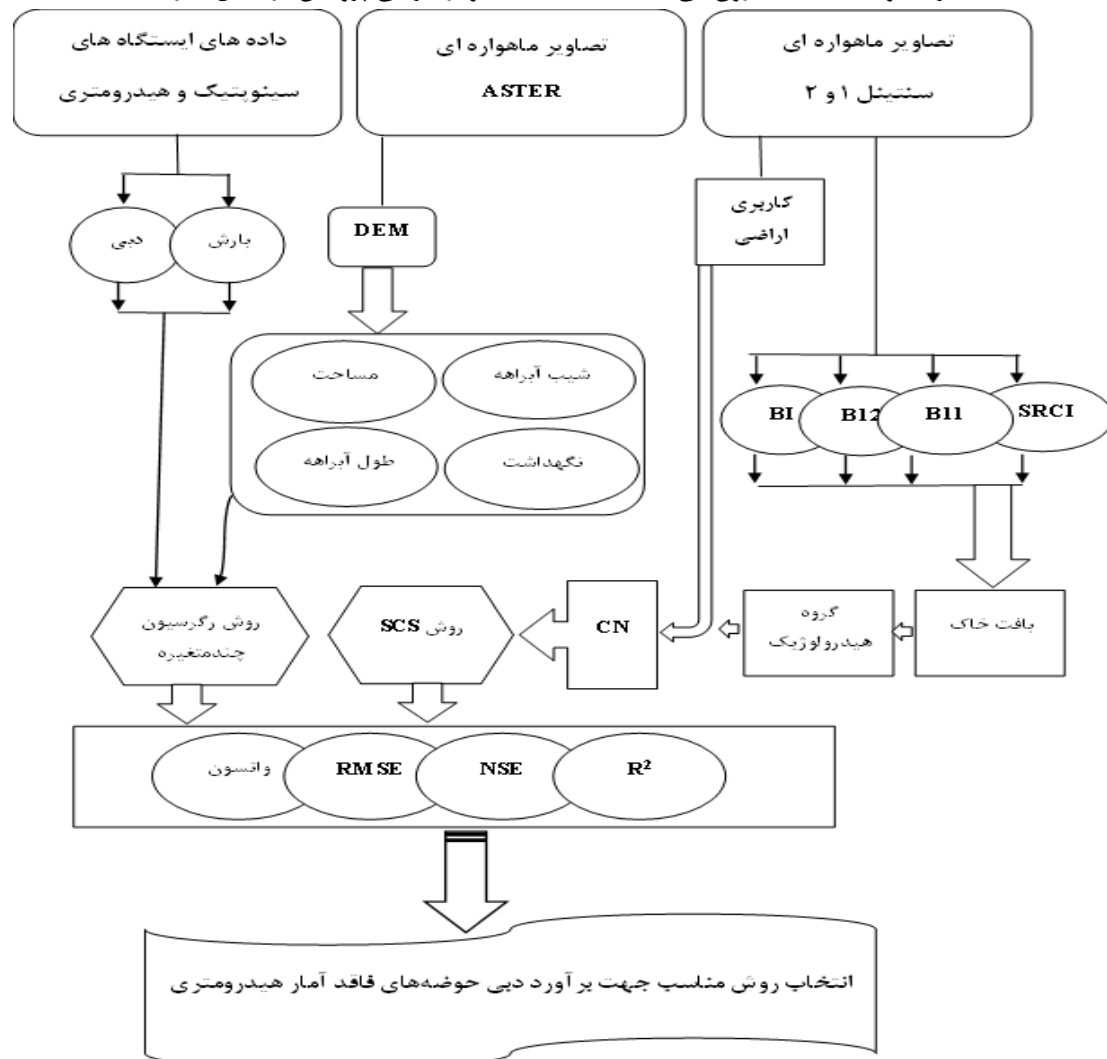 تصاویر ماهواره ای
سنتینل ۱ و ۲
تصاویر ماهواره ای
ASTER
داده های ایستگاه های
سینوپتیک و هیدرومتری
کاربری
اراضی
DEM
بارش
دبی
شیب آبراهه
مساحت
نگهداشت
طول آبراهه
SRCI
B11
B12
BI
بافت خاک
گروه
هیدرولوژیک
CN
روش SCS
روش رگرسیون
چندمتغیره
R²
NSE
RMSE
واتسون
انتخاب روش مناسب جهت برآورد دبی حوضه‌های فاقد آمار هیدرومتری